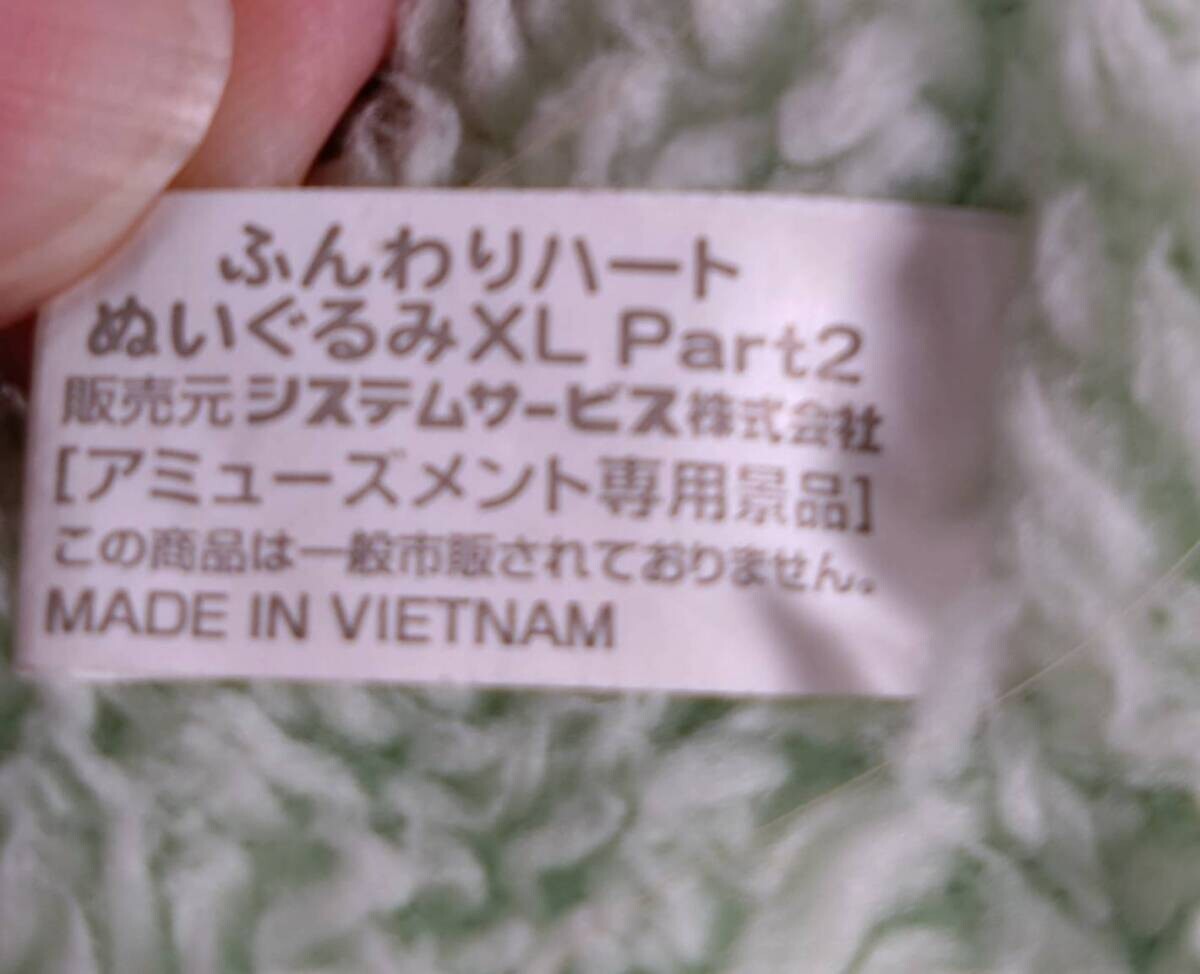 ふんわりハート
ぬいぐるみXL Part2
販売元システムサービス株式会社
[アミューズメント専用景品]
この商品は一般市販されておりません。
MADE IN VIETNAM